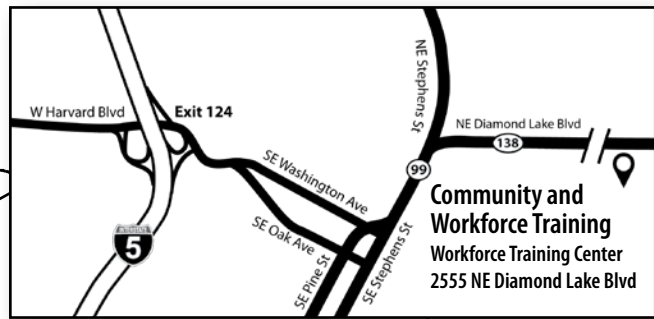 W Harvard Blvd
Exit 124
NE Stephens St
NE Diamond Lake Blvd
138
99
SE Washington Ave
SE Oak Ave
INTERSTATE
5
SE Pine St
SE Stephens St
Community and
Workforce Training
Workforce Training Center
2555 NE Diamond Lake Blvd